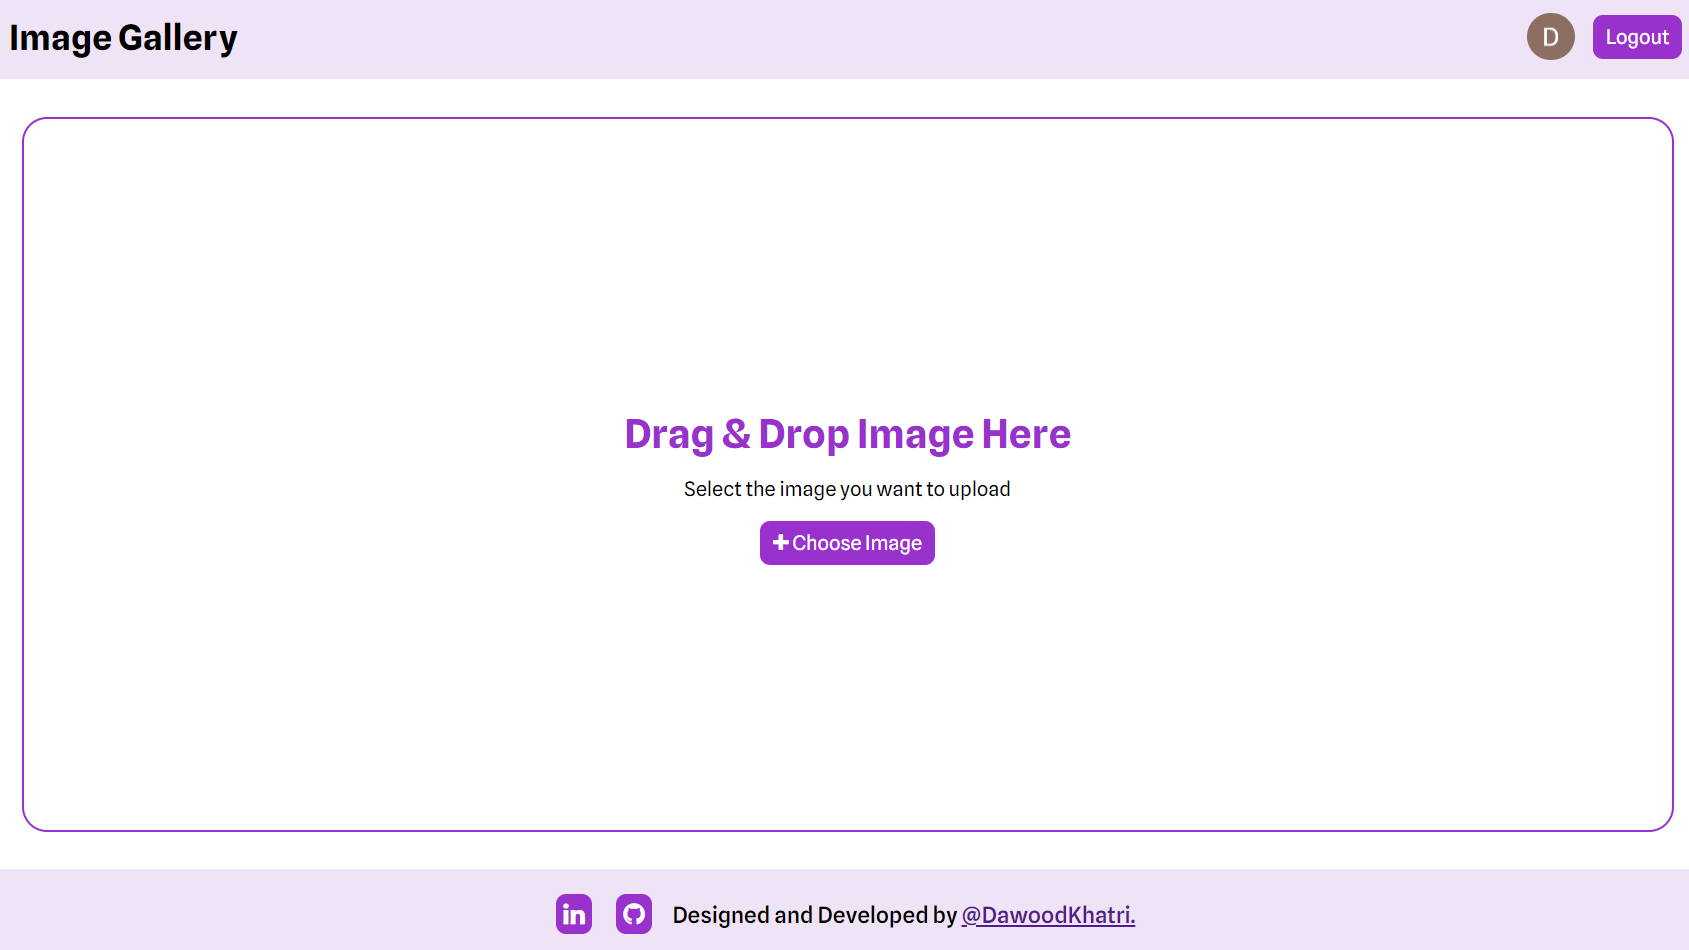 Image Gallery
D
Logout
Drag & Drop Image Here
Select the image you want to upload
Choose Image
in
Designed and Developed by @DawoodKhatri.